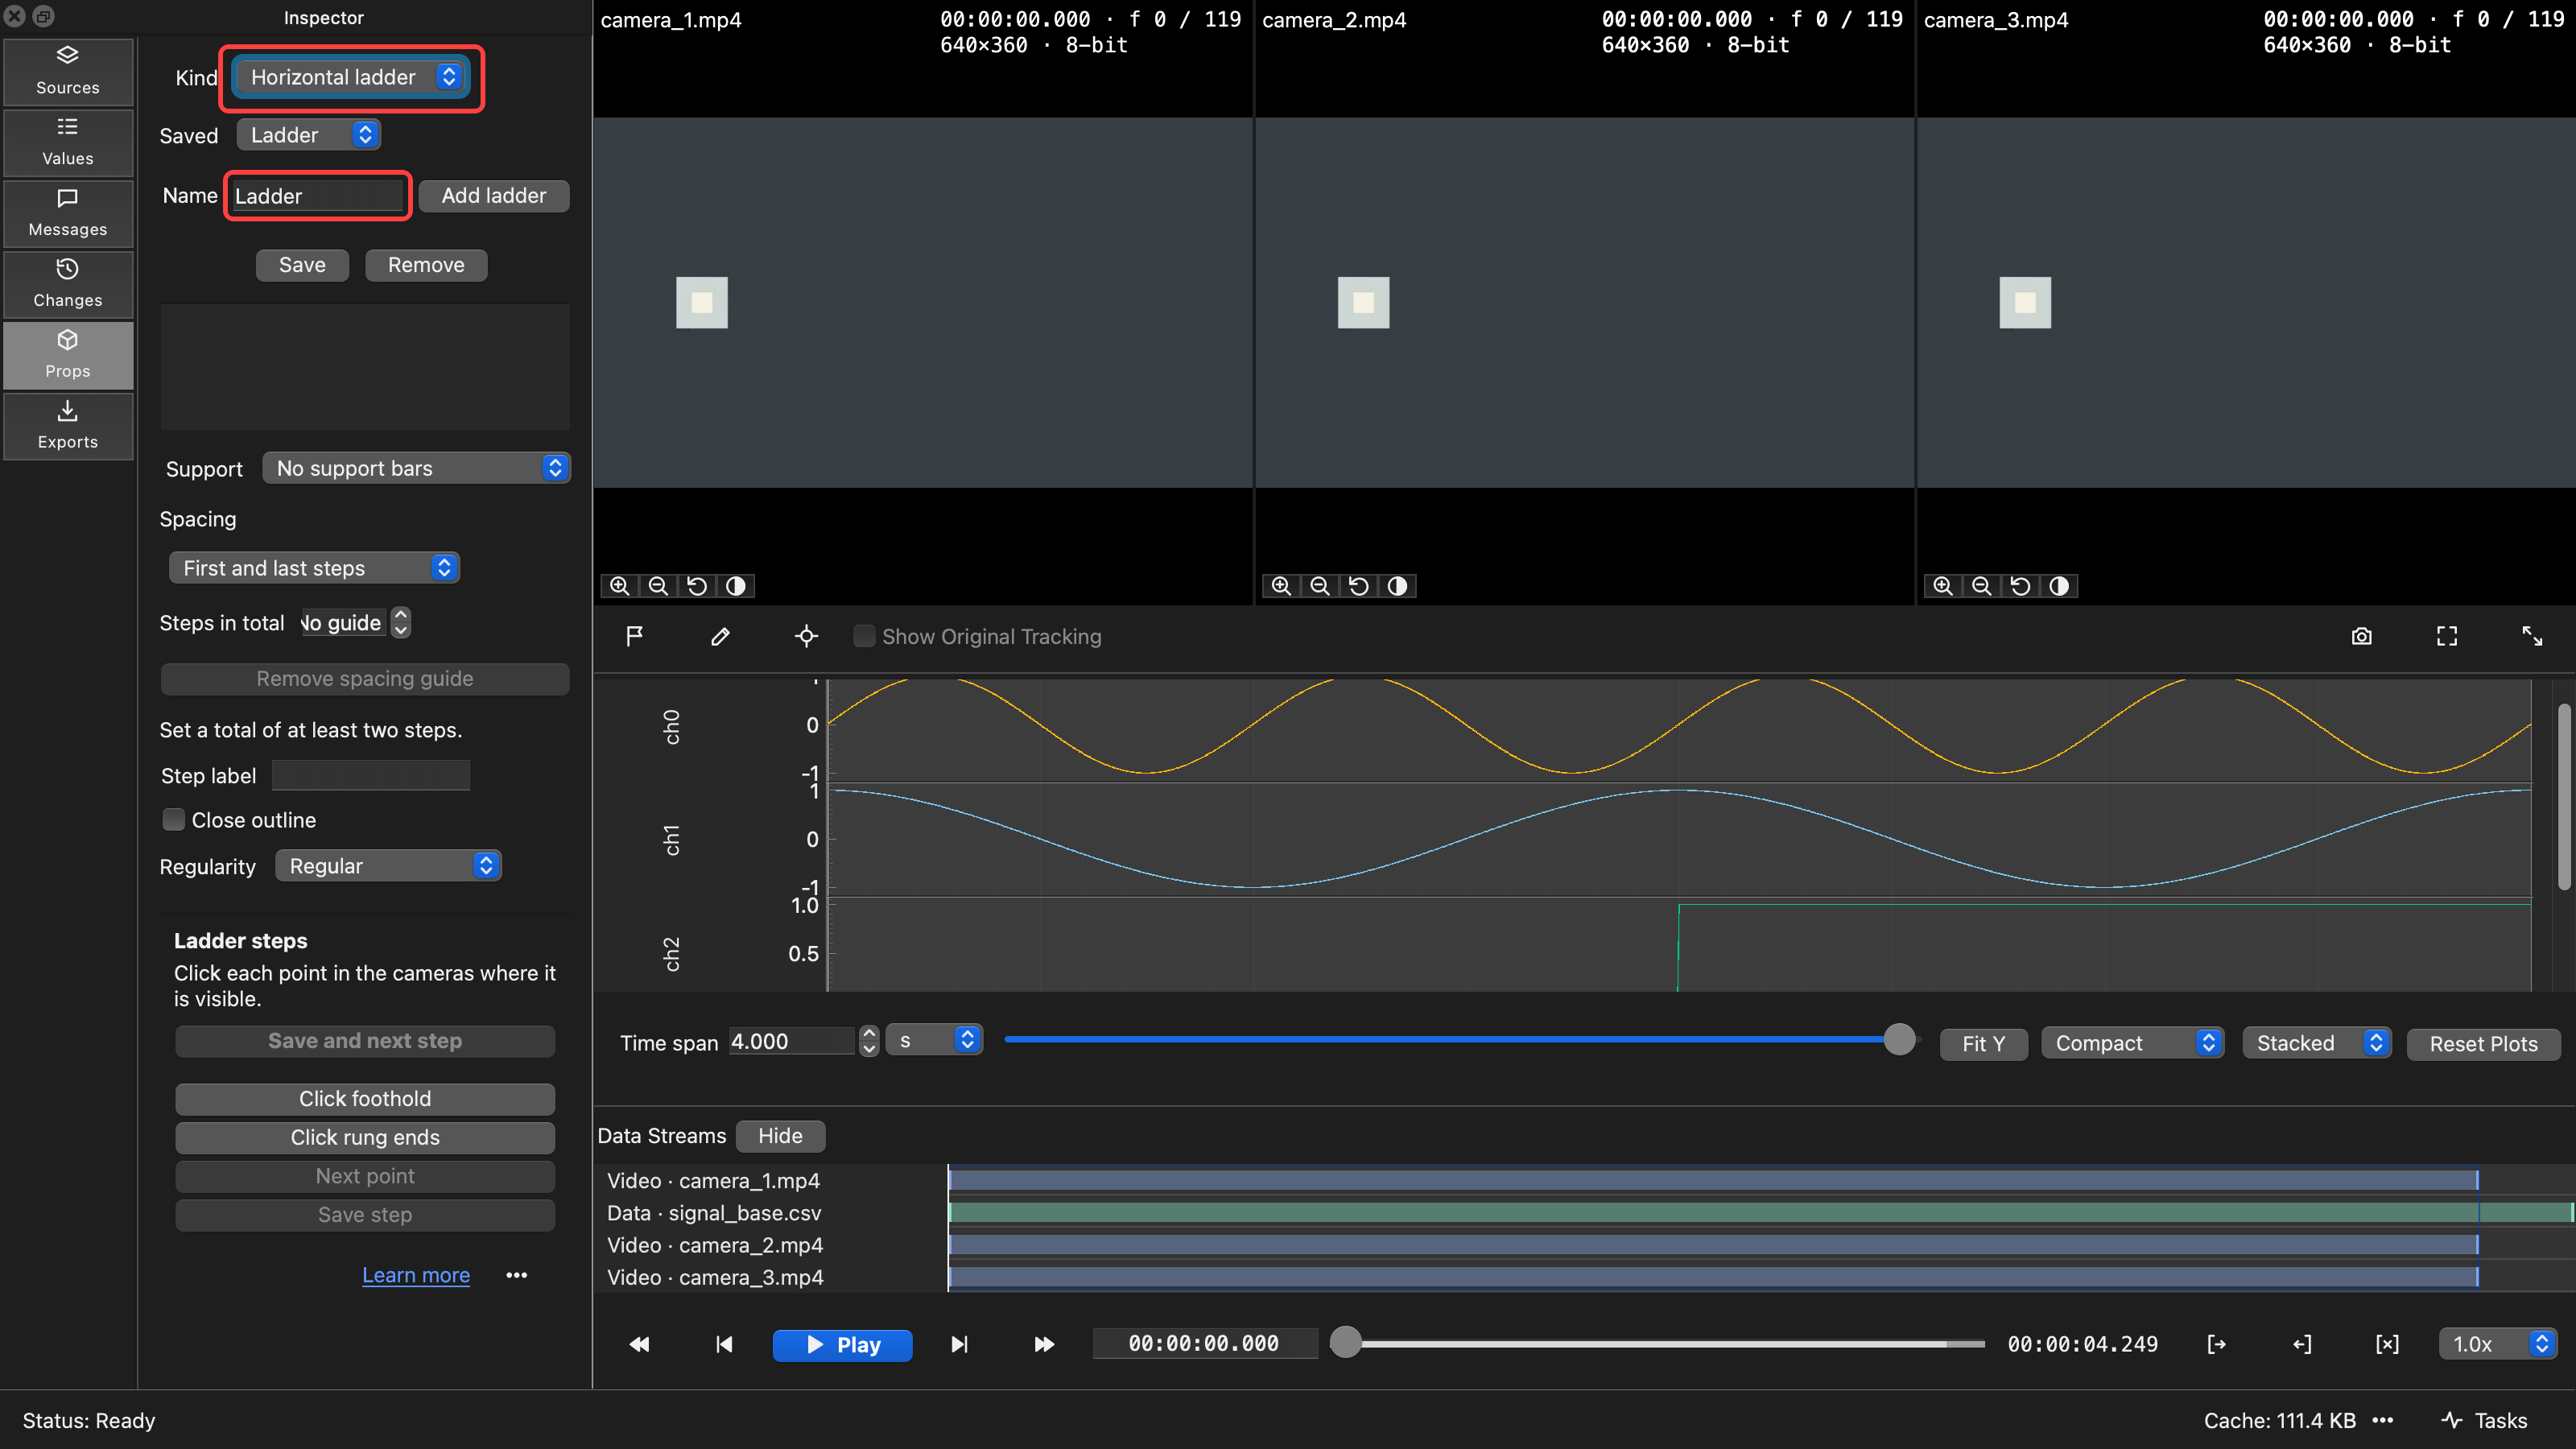 Inspector
Sources
Values
Messages
Changes
Props
Exports
Kind
Horizontal ladder
Saved
Ladder
Name
Ladder
Add ladder
Save
Remove
Support
No support bars
Spacing
First and last steps
Steps in total
No guide
Remove spacing guide
Set a total of at least two steps.
Step label
Close outline
Regularity
Regular
Ladder steps
Click each point in the cameras where it
is visible.
Save and next step
Click foothold
Click rung ends
Next point
Save step
Learn more
camera_1.mp4
00:00:00.000 · f 0 / 119
640×360 · 8-bit
camera_2.mp4
00:00:00.000 · f 0 / 119
640×360 · 8-bit
camera_3.mp4
00:00:00.000 · f 0 / 119
640×360 · 8-bit
Show Original Tracking
ch0
0
-1
ch1
1
0
-1
ch2
1.0
0.5
Time span
4.000
s
Fit Y
Compact
Stacked
Reset Plots
Data Streams
Hide
Video · camera_1.mp4
Data · signal_base.csv
Video · camera_2.mp4
Video · camera_3.mp4
Play
00:00:00.000
00:00:04.249
1.0x
Status: Ready
Cache: 111.4 KB
Tasks